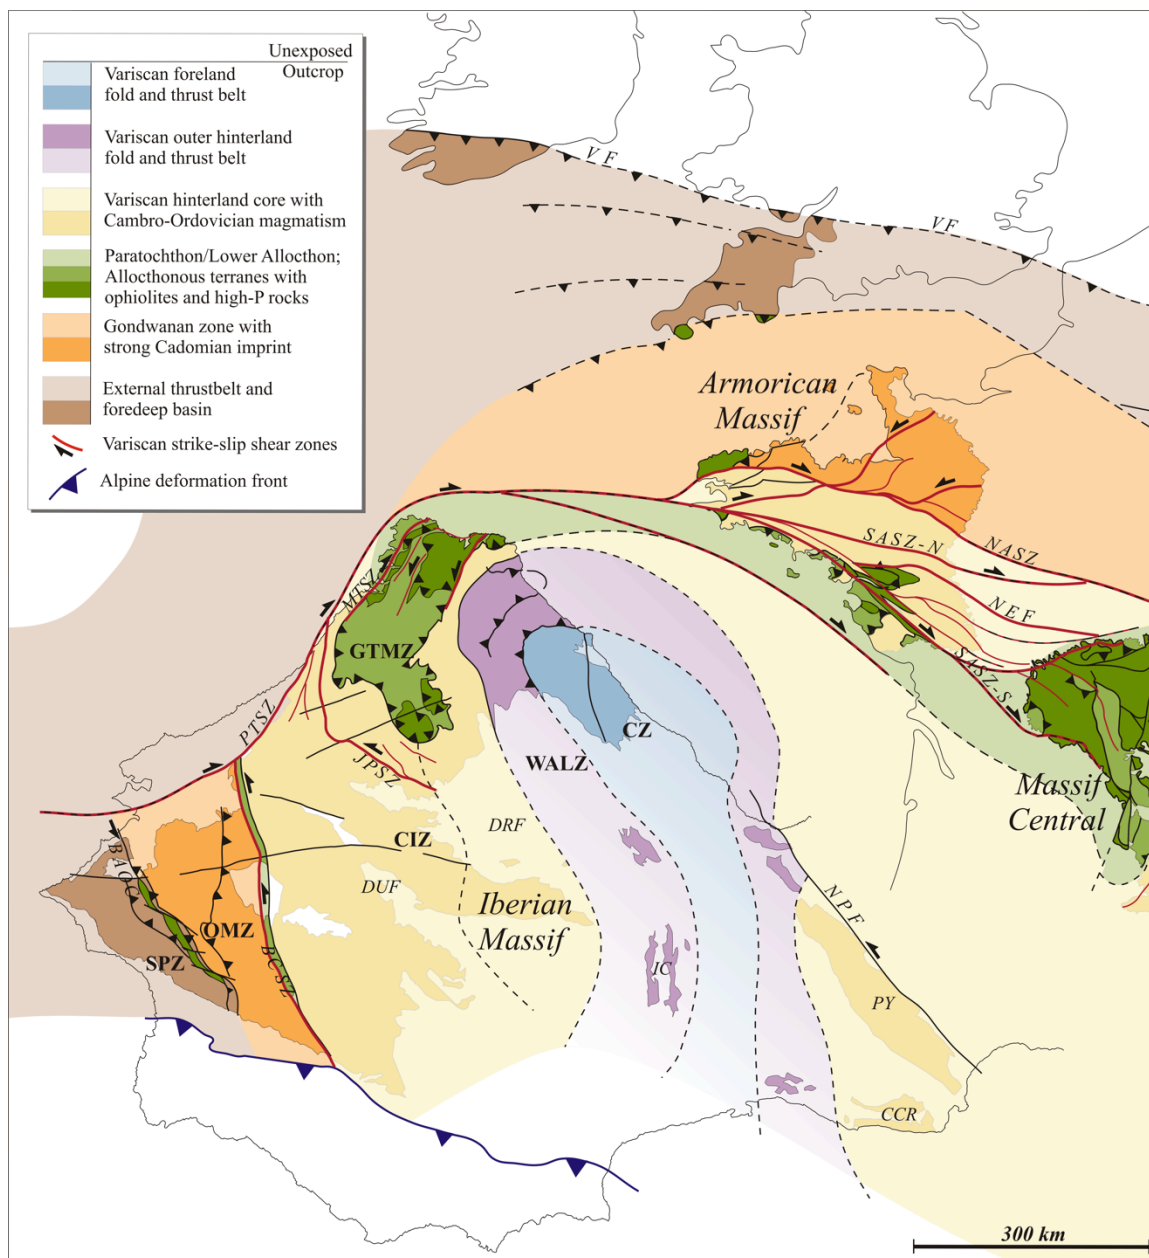 Unexposed
Outcrop
Variscan foreland
fold and thrust belt
Variscan outer hinterland
fold and thrust belt
Variscan hinterland core with
Cambro-Ordovician magmatism
Paratochthon/Lower Allocthon;
Allocthonous terranes with
ophiolites and high-P rocks
Gondwanan zone with
strong Cadomian imprint
External thrustbelt and
foredeep basin
Variscan strike-slip shear zones
Alpine deformation front
VF
VF
Armorican
Massif
SASZ-N
NASZ
MTSZ
NEF
GTMZ
SASZ-S
PTSZ
CZ
JPSZ
WALZ
Massif
Central
DRF
CIZ
BAOC
DUF
Iberian
Massif
NPF
OMZ
SPZ
BCSZ
IC
PY
CCR
300 km